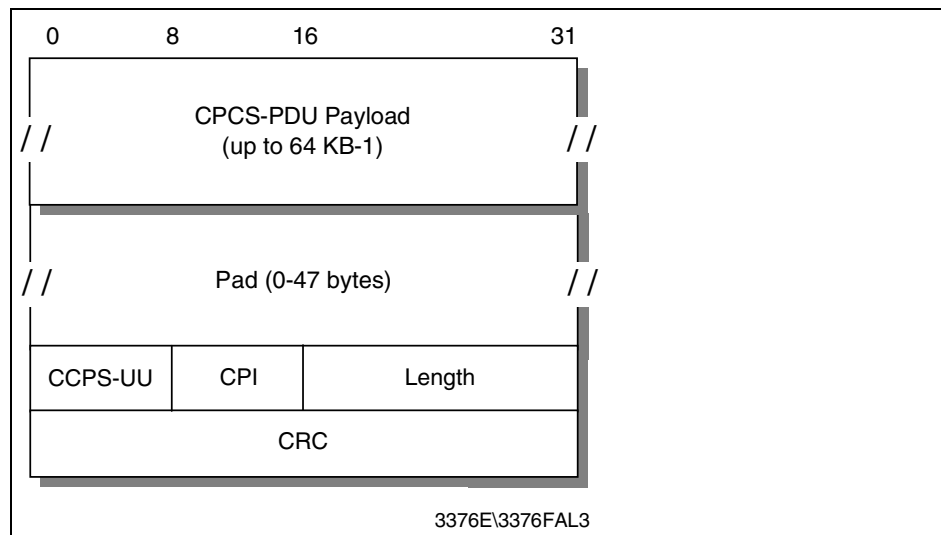 0 8 16 31
CPCS-PDU Payload
(up to 64 KB-1)
/ / / /
Pad (0-47 bytes)
/ / / /
CCPS-UU CPI Length
CRC
3376E\3376FAL3